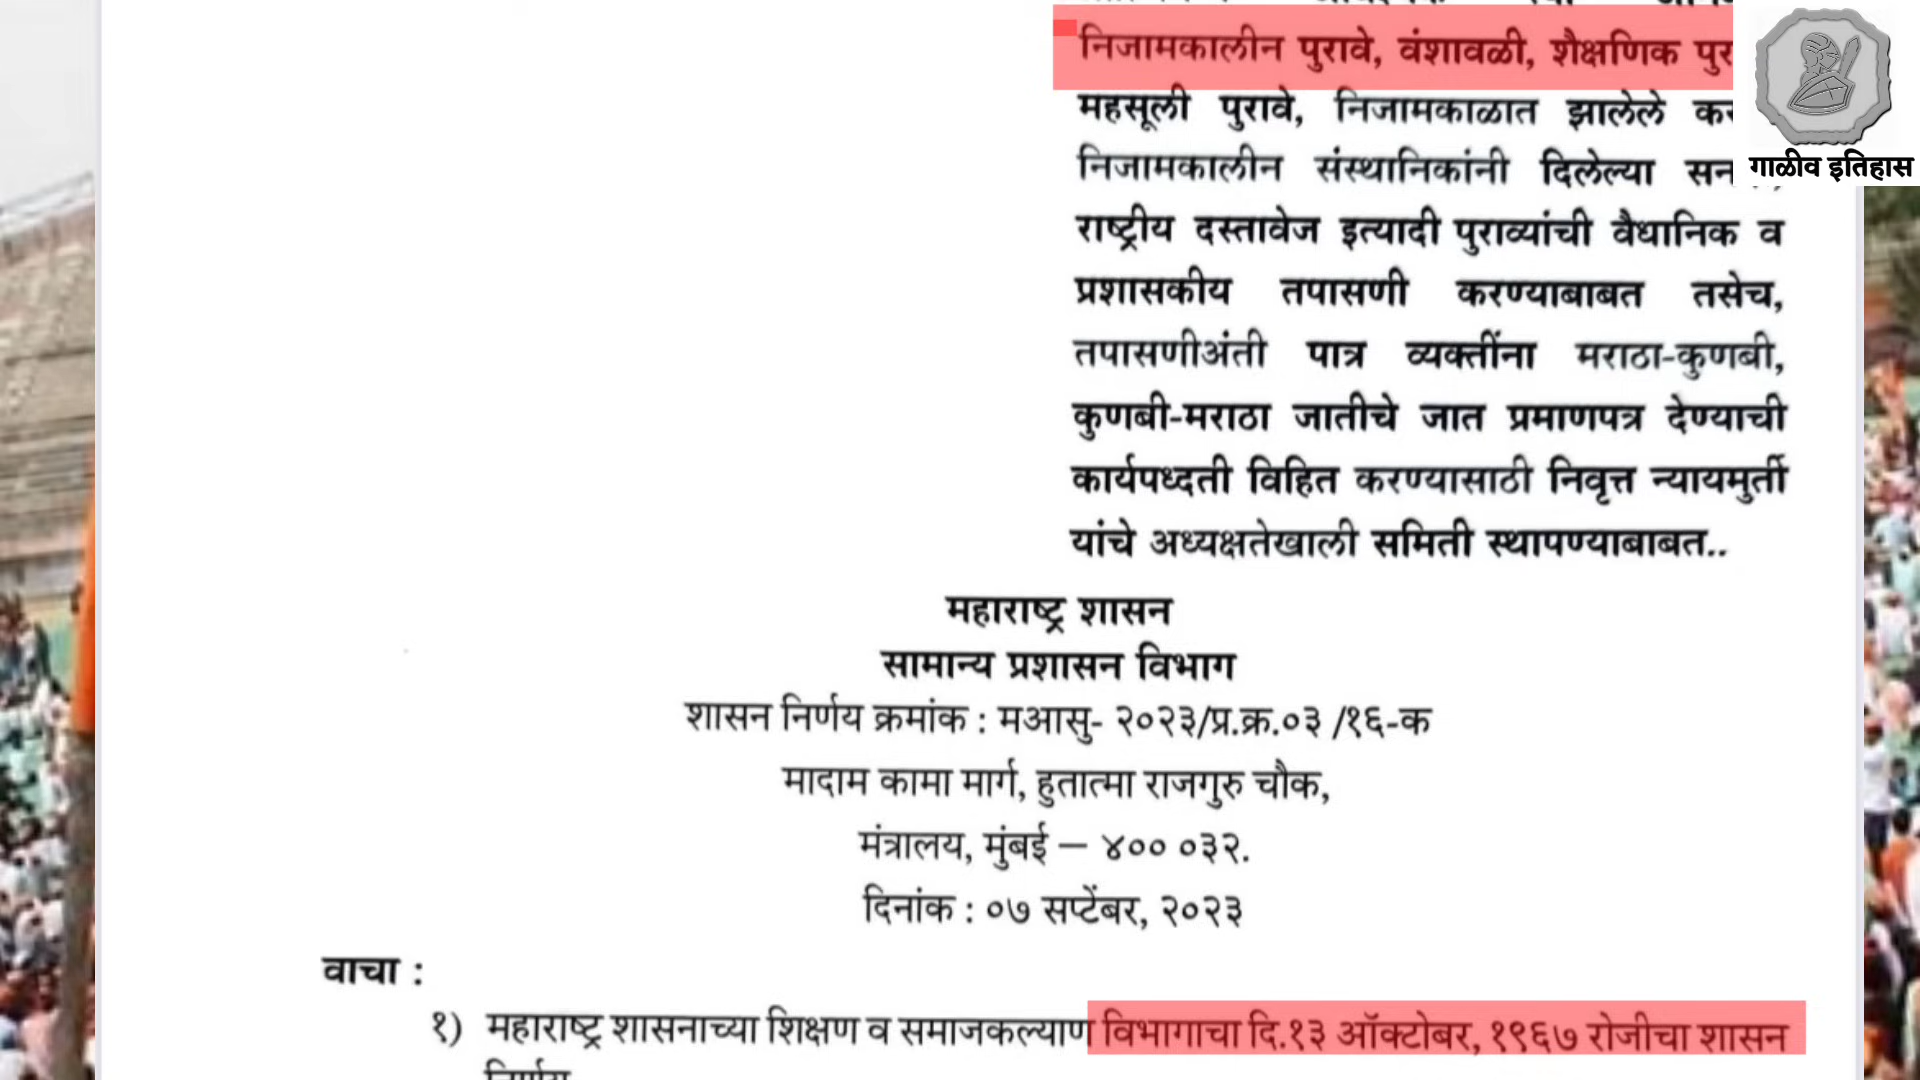 निजामकालीन पुरावे, वंशावळी, शैक्षणिक
महसूली पुरावे, निजामकाळात झालेले
निजामकालीन संस्थानिकांनी दिलेल्या
राष्ट्रीय दस्तावेज इत्यादी पुराव्यांची वैधानिक व
प्रशासकीय तपासणी करण्याबाबत तसेच,
तपासणीअंती पात्र व्यक्तींना मराठा-कुणबी,
कुणबी-मराठा जातीचे जात प्रमाणपत्र देण्याची
कार्यपध्दती विहित करण्यासाठी निवृत्त न्यायमुर्ती
यांचे अध्यक्षतेखाली समिती स्थापण्याबाबत..
गाळीव इतिहास
महाराष्ट्र शासन
सामान्य प्रशासन विभाग
शासन निर्णय क्रमांक : मआसु- २०२३/प्र.क्र.०३ /१६-क
मादाम कामा मार्ग, हुतात्मा राजगुरु चौक,
मंत्रालय, मुंबई – ४०० ०३२.
दिनांक : ०७ सप्टेंबर, २०२३
वाचा :
१) महाराष्ट्र शासनाच्या शिक्षण व समाजकल्याण विभागाचा दि.१३ ऑक्टोबर, १९६७ रोजीचा शासन